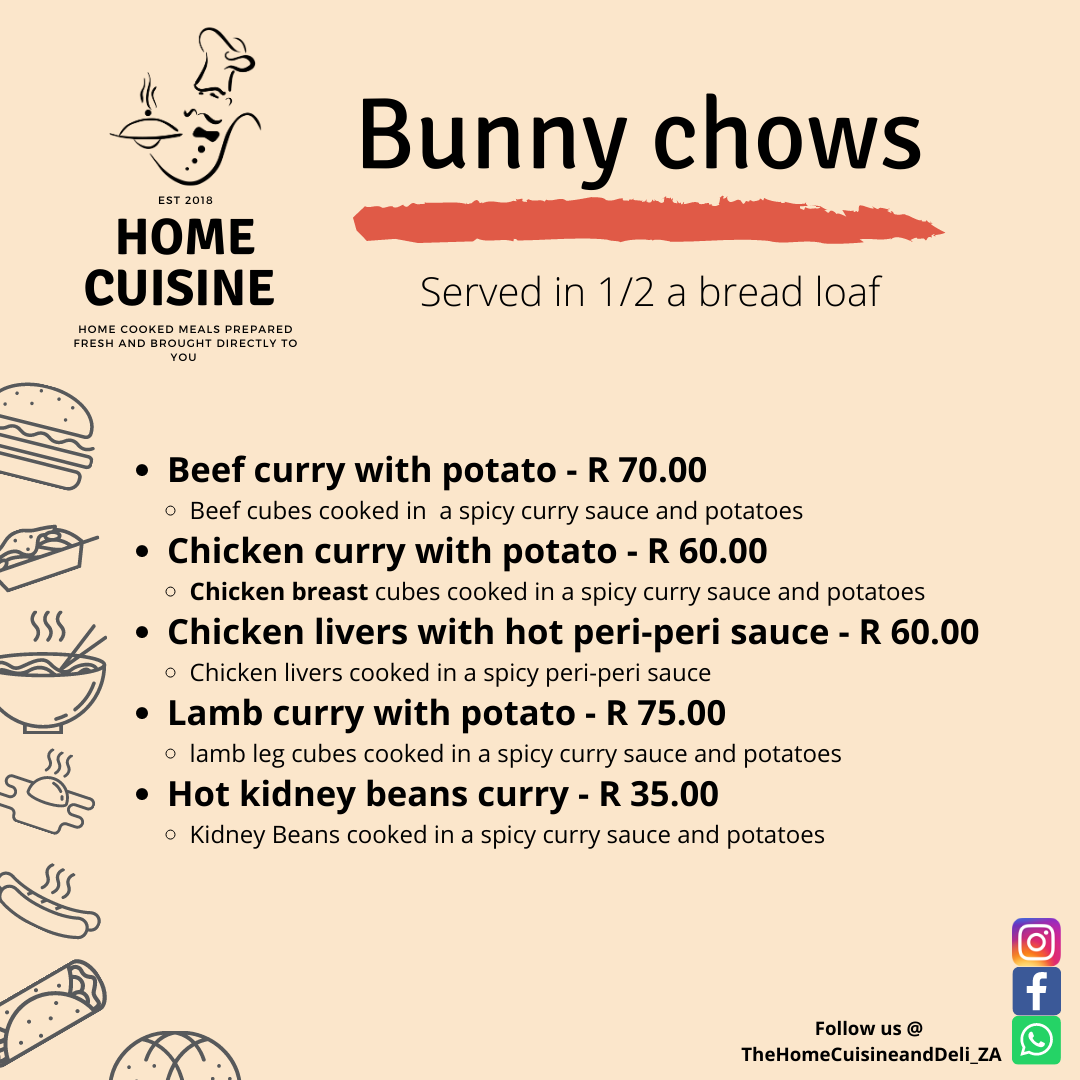 EST 2018
HOME
CUISINE
HOME COOKED MEALS PREPARED
FRESH AND BROUGHT DIRECTLY TO
YOU
Bunny chows
Served in 1/2 a bread loaf
Beef curry with potato - R 70.00
Beef cubes cooked in  a spicy curry sauce and potatoes
Chicken curry with potato - R 60.00
Chicken breast cubes cooked in a spicy curry sauce and potatoes
Chicken livers with hot peri-peri sauce - R 60.00
Chicken livers cooked in a spicy peri-peri sauce
Lamb curry with potato - R 75.00
lamb leg cubes cooked in a spicy curry sauce and potatoes
Hot kidney beans curry - R 35.00
Kidney Beans cooked in a spicy curry sauce and potatoes
Follow us @
TheHomeCuisineandDeli_ZA